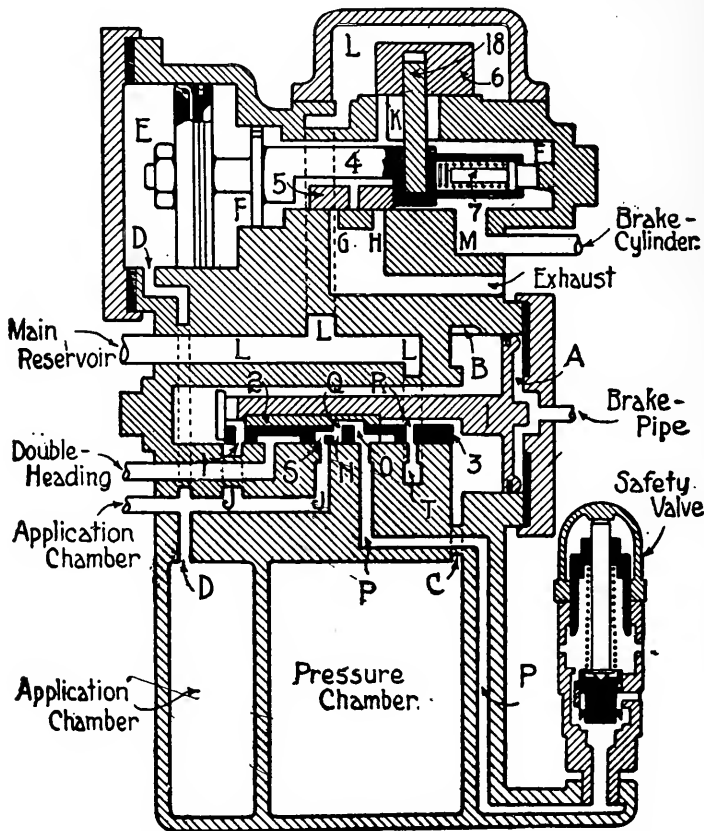 L
18
6
E
K
4
F
7
5
F
G
H
M
Brake-
Cylinder.
D
Exhaust
Main
Reservoir
L
L
L
B
A
2
Q
R
Brake-
Pipe
Double-
Heading
1
S
H
O
3
J
J
T
Safety
Valve
Application
Chamber
D
P
C
Application
Chamber
Pressure
Chamber.
P